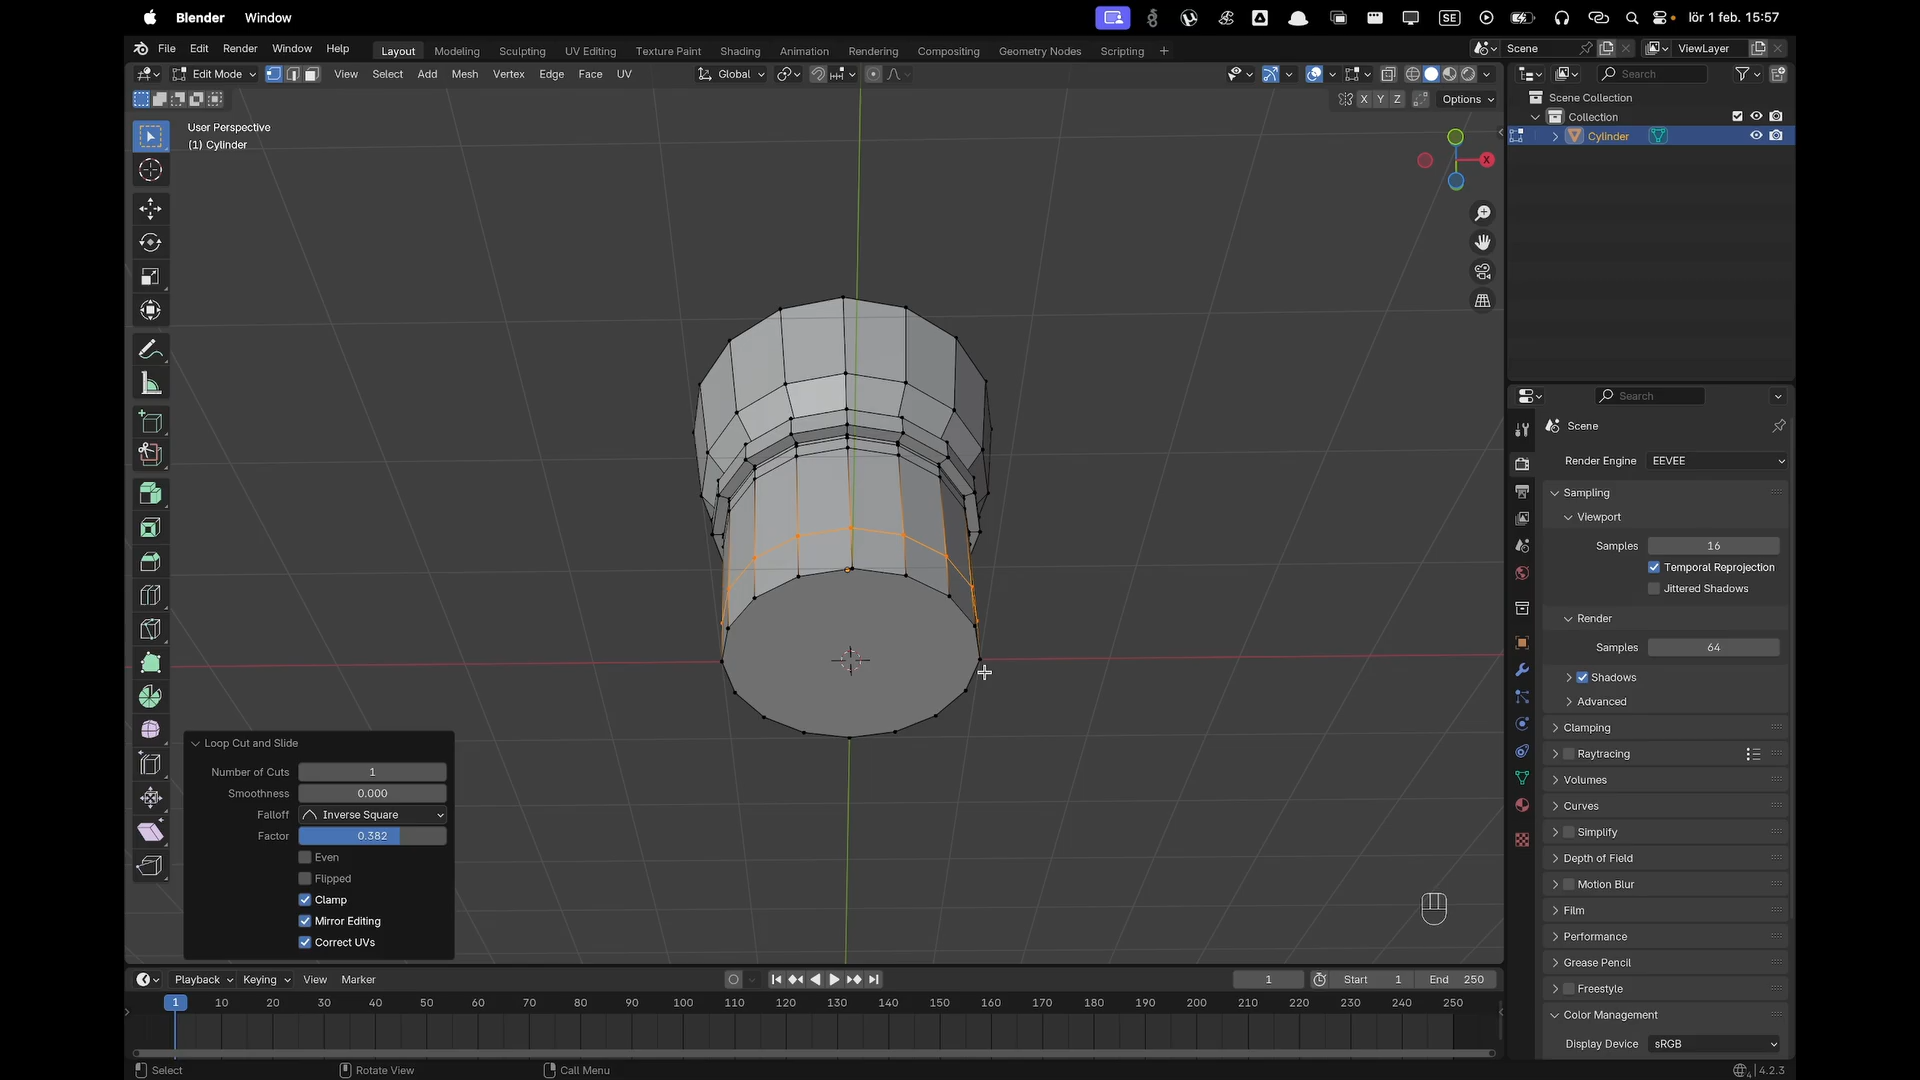 Blender Window SE lör 1 feb. 15:57
File Edit Render Window Help Layout Modeling Sculpting UV Editing Texture Paint Shading Animation Rendering Compositing Geometry Nodes Scripting + Scene ViewLayer
Edit Mode View Select Add Mesh Vertex Edge Face UV Global Search
X Y Z Options
Scene Collection
Collection
Cylinder
User Perspective
(1) Cylinder
X
Search
Scene
Render Engine EEVEE
Sampling
Viewport
Samples 16
Temporal Reprojection
Jittered Shadows
Render
Samples 64
Shadows
Advanced
Clamping
Raytracing
Volumes
Curves
Simplify
Depth of Field
Motion Blur
Film
Performance
Grease Pencil
Freestyle
Color Management
Display Device sRGB
Loop Cut and Slide
Number of Cuts 1
Smoothness 0.000
Falloff Inverse Square
Factor 0.382
Even
Flipped
Clamp
Mirror Editing
Correct UVs
Playback Keying View Marker 1 Start 1 End 250
1 10 20 30 40 50 60 70 80 90 100 110 120 130 140 150 160 170 180 190 200 210 220 230 240 250
Select Rotate View Call Menu 4.2.3